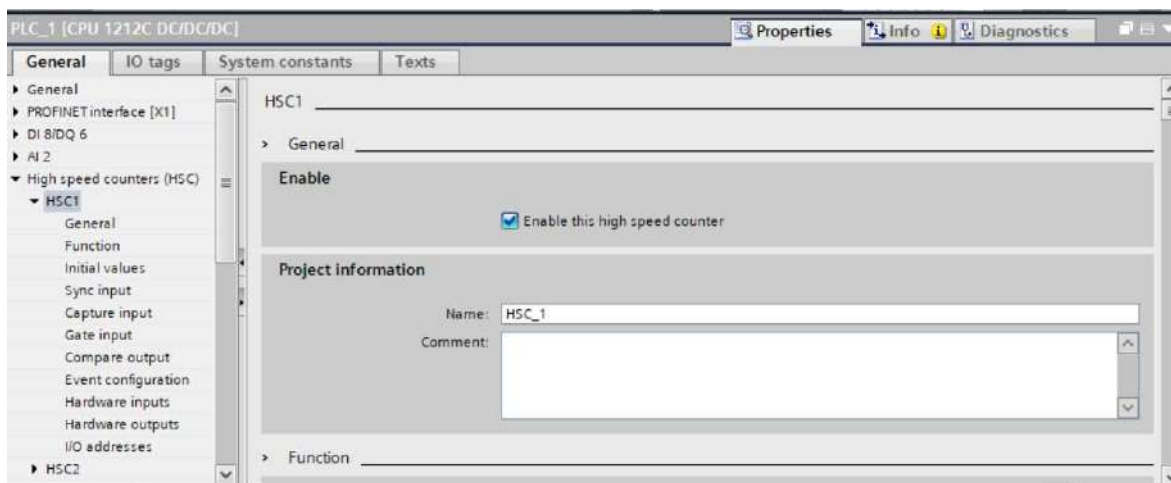 PLC_1 [CPU 1212C DC/DC/DC]
Properties
Info
Diagnostics
General
IO tags
System constants
Texts
General
PROFINET interface [X1]
DI 8/DQ 6
AI 2
High speed counters (HSC)
HSC1
General
Function
Initial values
Sync input
Capture input
Gate input
Compare output
Event configuration
Hardware inputs
Hardware outputs
I/O addresses
HSC2
HSC1
General
Enable
Enable this high speed counter
Project information
Name: HSC_1
Comment:
Function